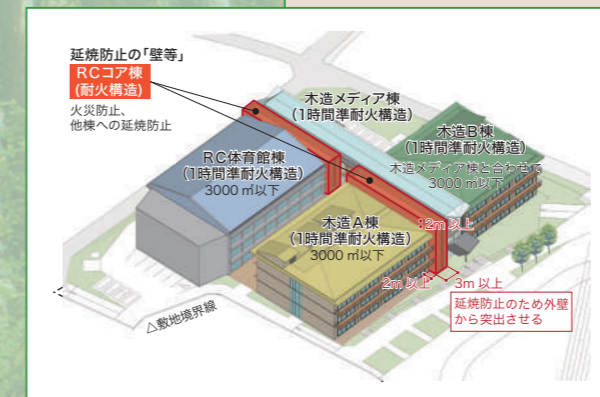 延焼防止の「壁等」
RCコア棟
(耐火構造)
火災防止、
他棟への延焼防止
木造メディア棟
(1時間準耐火構造)
木造B棟
(1時間準耐火構造)
木造メディア棟と合わせて
3000㎡以下
RC体育館棟
(1時間準耐火構造)
3000㎡以下
木造A棟
(1時間準耐火構造)
3000㎡以下
2m以上
2m以上
3m以上
延焼防止のため外壁
から突出させる
△敷地境界線